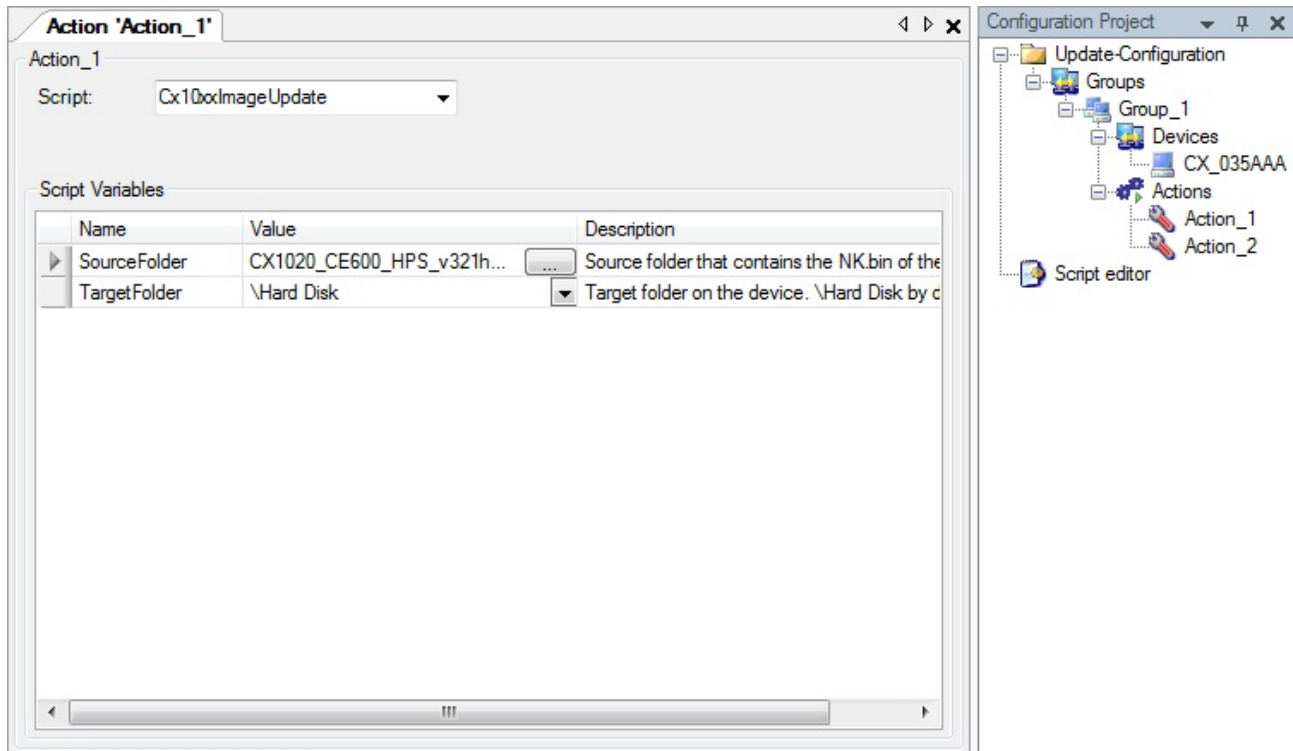 Action 'Action_1'
Action_1
Script: Cx10xxImageUpdate
Script Variables
Name Value Description
SourceFolder CX1020_CE600_HPS_v321h... ... Source folder that contains the NK.bin of the
TargetFolder \Hard Disk Target folder on the device. \Hard Disk by d
Configuration Project
Update-Configuration
Groups
Group_1
Devices
CX_035AAA
Actions
Action_1
Action_2
Script editor